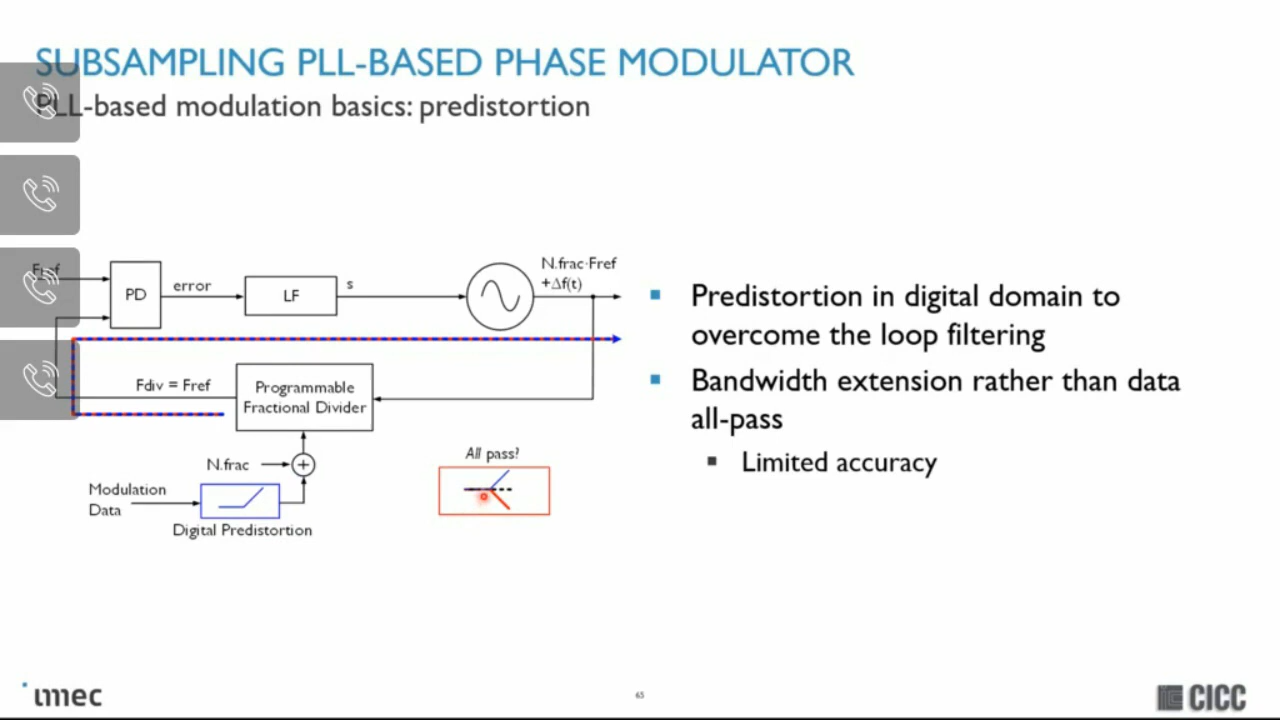 SUBSAMPLING PLL-BASED PHASE MODULATOR
PLL-based modulation basics: predistortion
Fref
PD
error
LF
s
N.frac·Fref
+Δf(t)
Fdiv = Fref
Programmable
Fractional Divider
N.frac
+
Modulation
Data
Digital Predistortion
All pass?
Predistortion in digital domain to
overcome the loop filtering
Bandwidth extension rather than data
all-pass
Limited accuracy
imec
65
CICC